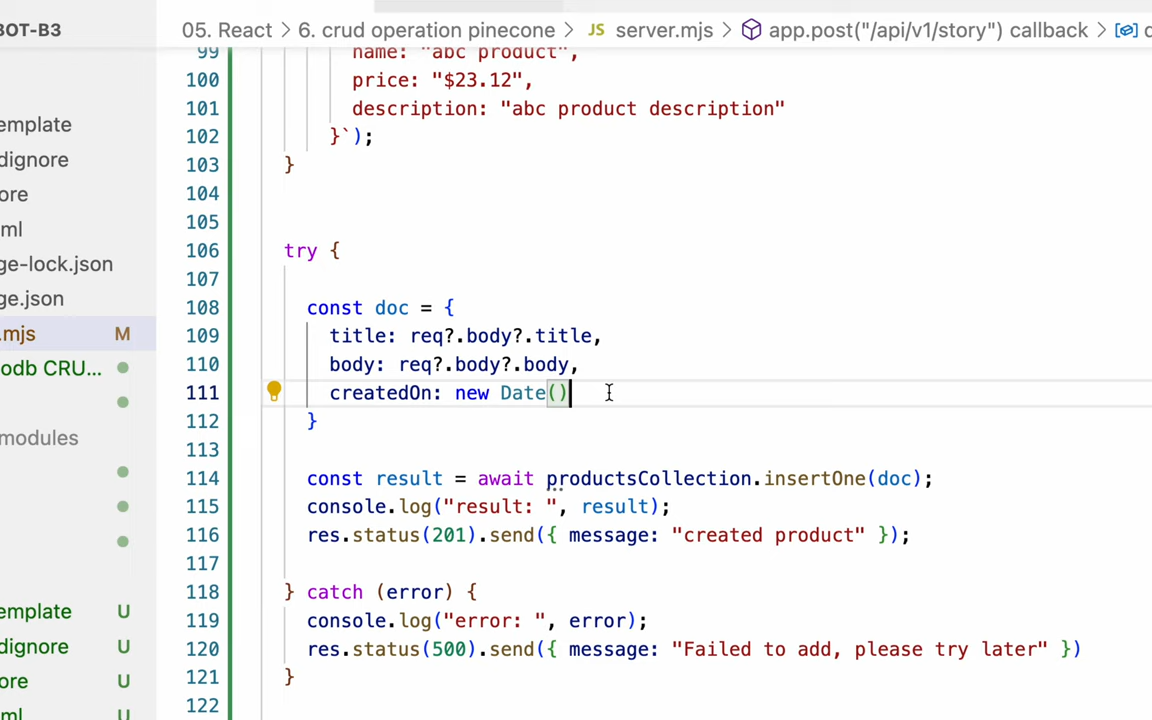 OT-B3
05. React > 6. crud operation pinecone > JS server.mjs > app.post("/api/v1/story") callback >
emplate
dignore
ore
ml
ge-lock.json
ge.json
.mjs M
odb CRU...
modules
emplate U
dignore U
ore U
ml U
99 name: "abc product",
100 price: "$23.12",
101 description: "abc product description"
102 }`);
103 }
104
105
106 try {
107
108 const doc = {
109 title: req?.body?.title,
110 body: req?.body?.body,
111 createdOn: new Date()
112 }
113
114 const result = await productsCollection.insertOne(doc);
115 console.log("result: ", result);
116 res.status(201).send({ message: "created product" });
117
118 } catch (error) {
119 console.log("error: ", error);
120 res.status(500).send({ message: "Failed to add, please try later" })
121 }
122